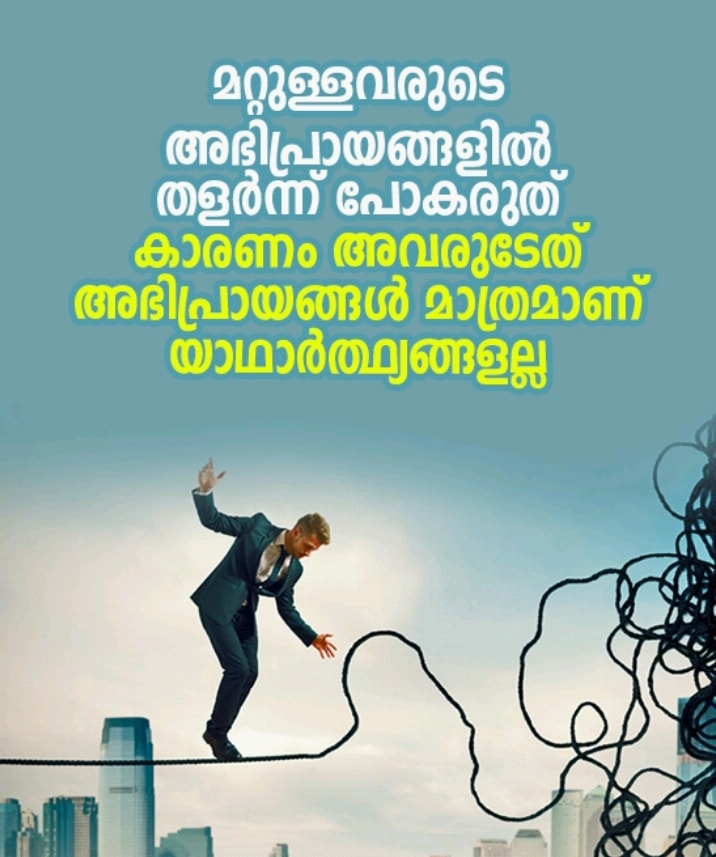 മറ്റുള്ളവരുടെ
അഭിപ്രായങ്ങളിൽ
തളർന്ന് പോകരുത്
കാരണം അവരുടേത്
അഭിപ്രായങ്ങൾ മാത്രമാണ്
യാഥാർത്ഥ്യങ്ങളല്ല